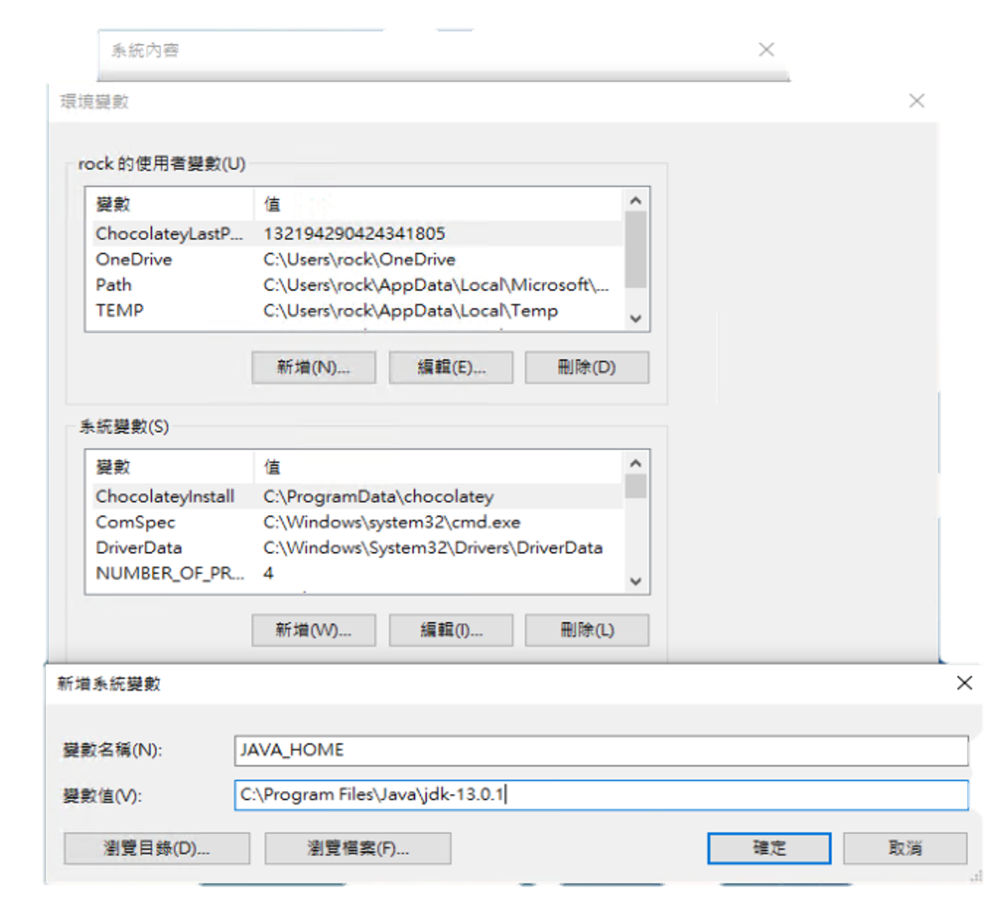 系統內容
環境變數
rock 的使用者變數(U)
變數 值
ChocolateyLastP... 132194290424341805
OneDrive C:\Users\rock\OneDrive
Path C:\Users\rock\AppData\Local\Microsoft\...
TEMP C:\Users\rock\AppData\Local\Temp
新增(N)... 編輯(E)... 刪除(D)
系統變數(S)
變數 值
ChocolateyInstall C:\ProgramData\chocolatey
ComSpec C:\Windows\system32\cmd.exe
DriverData C:\Windows\System32\Drivers\DriverData
NUMBER_OF_PR... 4
新增(W)... 編輯(I)... 刪除(L)
新增系統變數
變數名稱(N): JAVA_HOME
變數值(V): C:\Program Files\Java\jdk-13.0.1
瀏覽目錄(D)... 瀏覽檔案(F)... 確定 取消